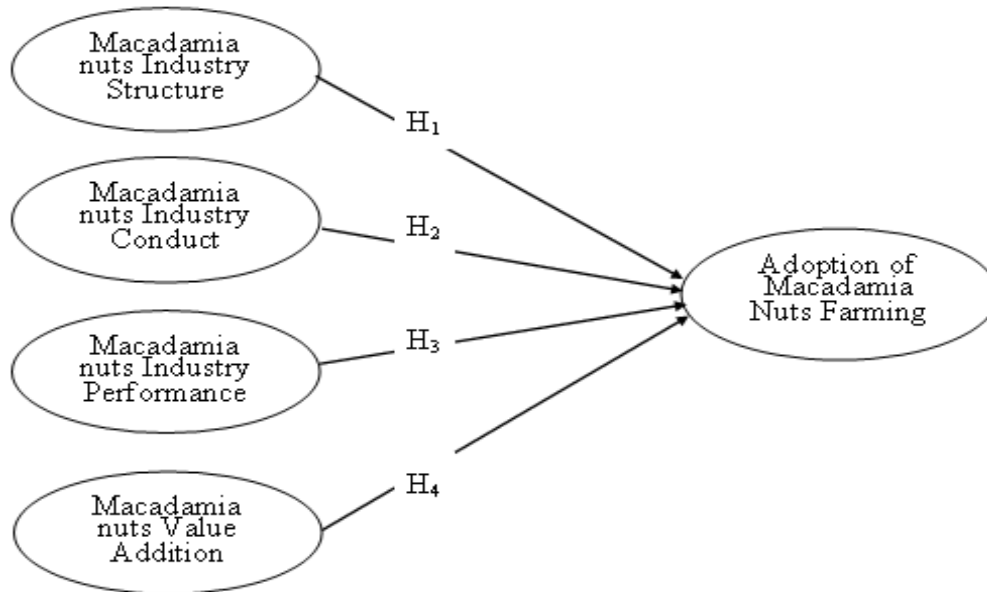 Macadamia
nuts Industry
Structure
H₁
Macadamia
nuts Industry
Conduct
H₂
Adoption of
Macadamia
Nuts Farming
Macadamia
nuts Industry
Performance
H₃
Macadamia
nuts Value
Addition
H₄